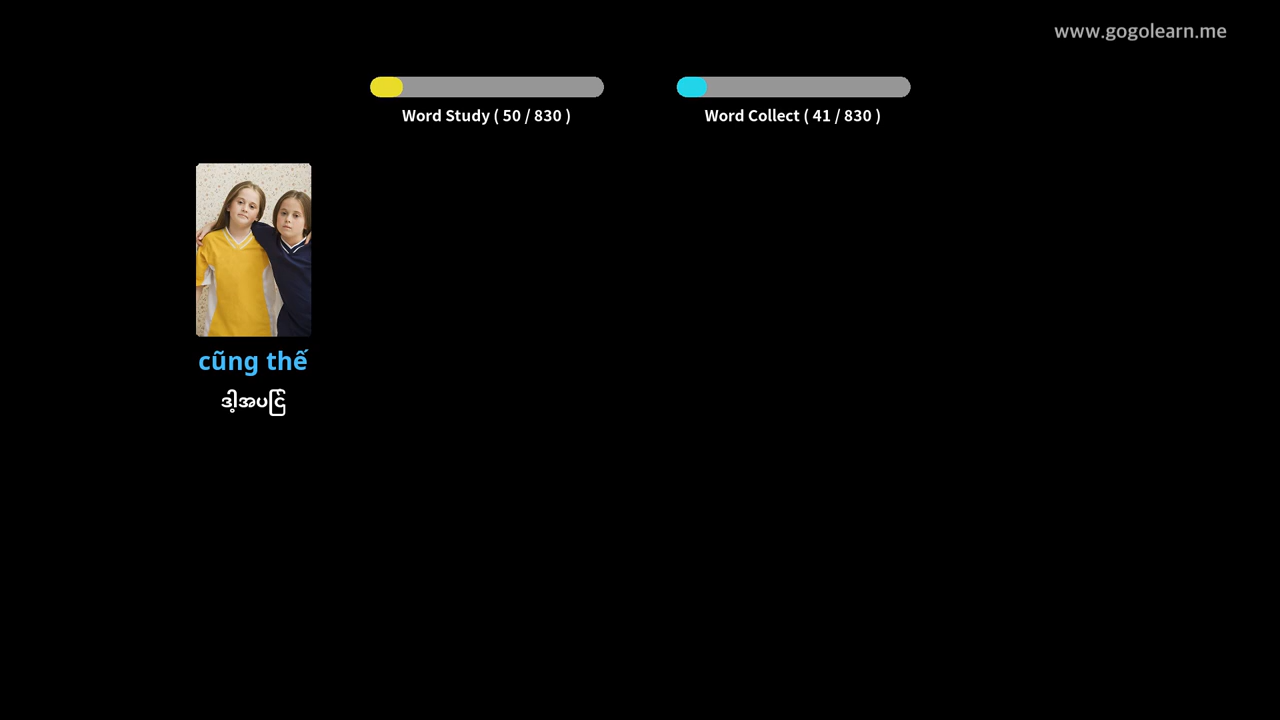 www.gogolearn.me
Word Study ( 50 / 830 )
Word Collect ( 41 / 830 )
cũng thế
ဒါ့အပြင်